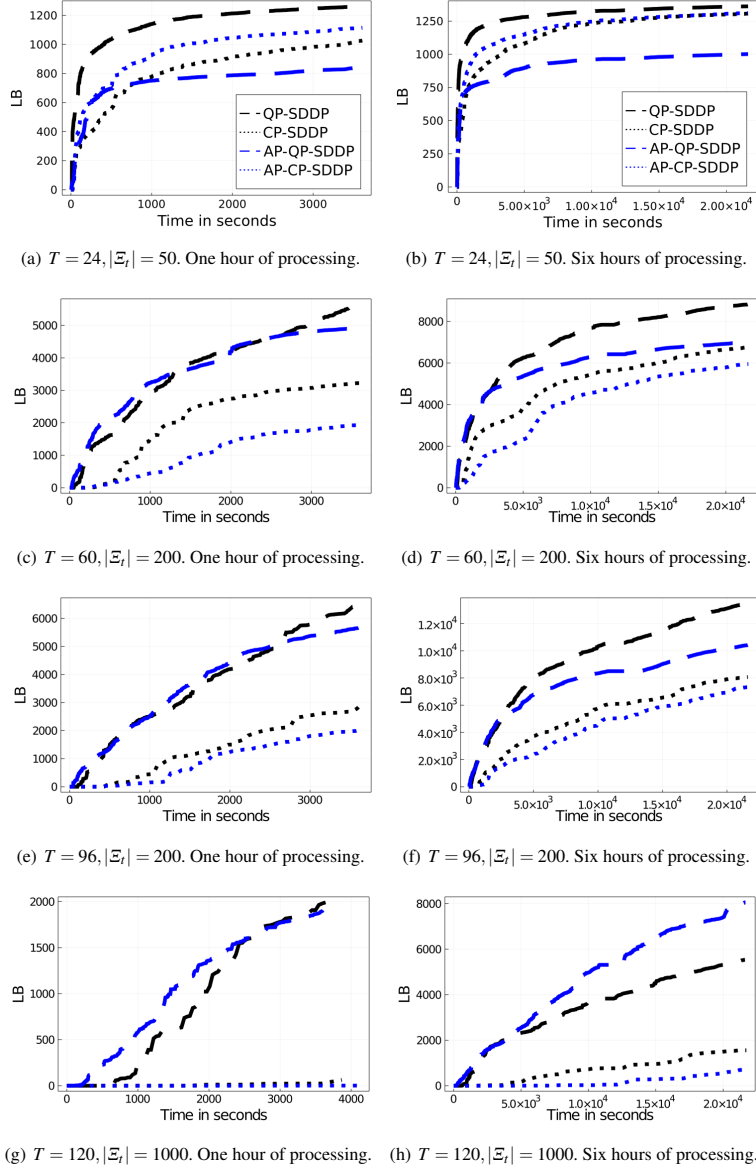 LB
1200
1000
800
600
400
200
0
QP-SDDP
CP-SDDP
AP-QP-SDDP
AP-CP-SDDP
0 1000 2000 3000
Time in seconds
(a) T = 24, |Ξt| = 50. One hour of processing.
LB
1250
1000
750
500
250
0
QP-SDDP
CP-SDDP
AP-QP-SDDP
AP-CP-SDDP
0 5.00×10³ 1.00×10⁴ 1.50×10⁴ 2.00×10⁴
Time in seconds
(b) T = 24, |Ξt| = 50. Six hours of processing.
LB
5000
4000
3000
2000
1000
0
0 1000 2000 3000
Time in seconds
(c) T = 60, |Ξt| = 200. One hour of processing.
LB
8000
6000
4000
2000
0
0 5.0×10³ 1.0×10⁴ 1.5×10⁴ 2.0×10⁴
Time in seconds
(d) T = 60, |Ξt| = 200. Six hours of processing.
LB
6000
5000
4000
3000
2000
1000
0
0 1000 2000 3000
Time in seconds
(e) T = 96, |Ξt| = 200. One hour of processing.
LB
1.2×10⁴
1.0×10⁴
8.0×10³
6.0×10³
4.0×10³
2.0×10³
0
0 5.0×10³ 1.0×10⁴ 1.5×10⁴ 2.0×10⁴
Time in seconds
(f) T = 96, |Ξt| = 200. Six hours of processing.
LB
2000
1500
1000
500
0
0 1000 2000 3000 4000
Time in seconds
(g) T = 120, |Ξt| = 1000. One hour of processing.
LB
8000
6000
4000
2000
0
0 5.0×10³ 1.0×10⁴ 1.5×10⁴ 2.0×10⁴
Time in seconds
(h) T = 120, |Ξt| = 1000. Six hours of processing.